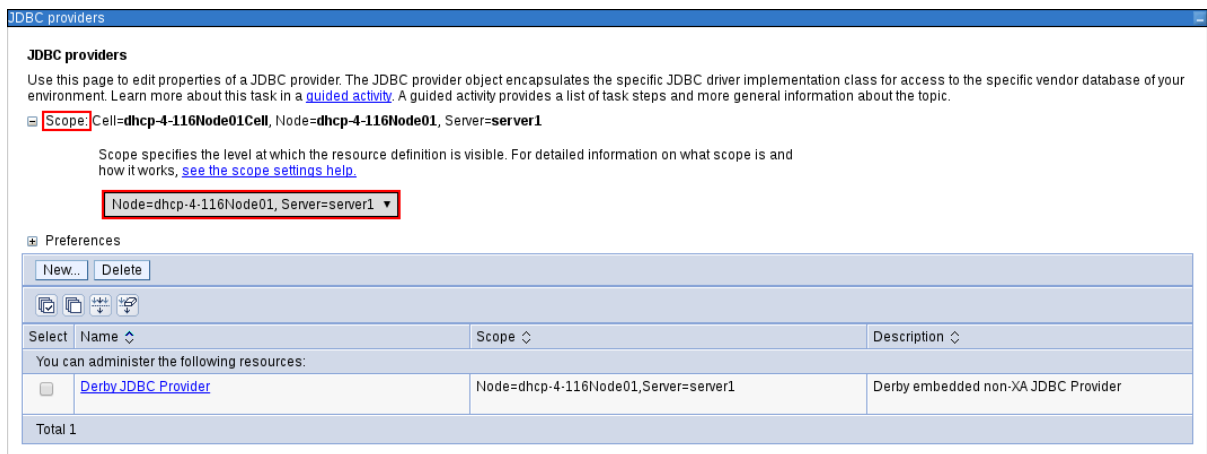 JDBC providers
JDBC providers
Use this page to edit properties of a JDBC provider. The JDBC provider object encapsulates the specific JDBC driver implementation class for access to the specific vendor database of your
environment. Learn more about this task in a guided activity. A guided activity provides a list of task steps and more general information about the topic.
Scope: Cell=dhcp-4-116Node01Cell, Node=dhcp-4-116Node01, Server=server1
Scope specifies the level at which the resource definition is visible. For detailed information on what scope is and
how it works, see the scope settings help.
Node=dhcp-4-116Node01, Server=server1
Preferences
New... Delete
Select Name Scope Description
You can administer the following resources:
Derby JDBC Provider Node=dhcp-4-116Node01,Server=server1 Derby embedded non-XA JDBC Provider
Total 1